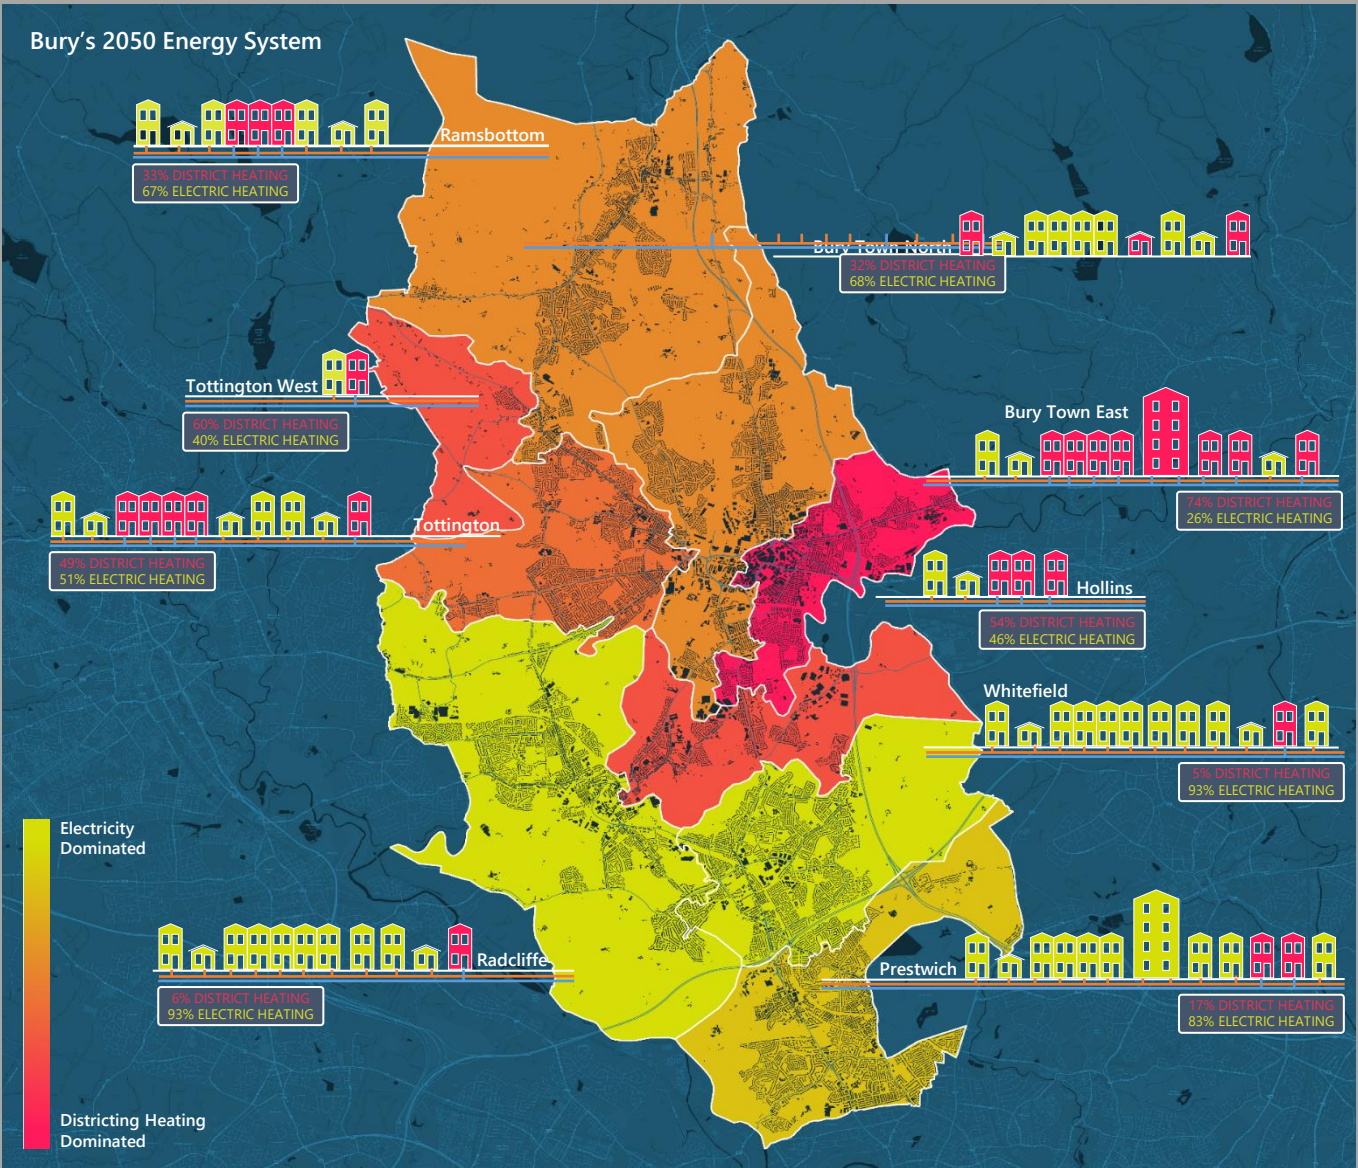 Bury's 2050 Energy System
Ramsbottom
33% DISTRICT HEATING
67% ELECTRIC HEATING
Bury Town North
32% DISTRICT HEATING
68% ELECTRIC HEATING
Tottington West
60% DISTRICT HEATING
40% ELECTRIC HEATING
Bury Town East
74% DISTRICT HEATING
26% ELECTRIC HEATING
Tottington
49% DISTRICT HEATING
51% ELECTRIC HEATING
Hollins
54% DISTRICT HEATING
46% ELECTRIC HEATING
Whitefield
5% DISTRICT HEATING
93% ELECTRIC HEATING
Electricity
Dominated
Districting Heating
Dominated
Radcliffe
6% DISTRICT HEATING
93% ELECTRIC HEATING
Prestwich
17% DISTRICT HEATING
83% ELECTRIC HEATING